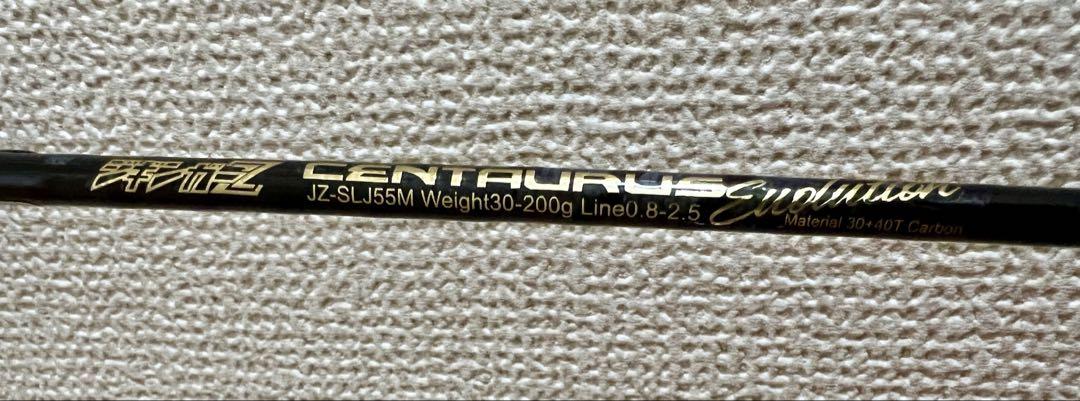 CENTAURUS Evolution
JZ-SLJ55M Weight30-200g Line0.8-2.5
Material 30+40T Carbon